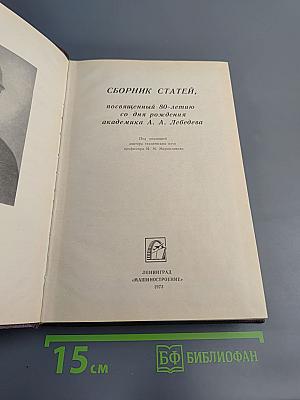 СБОРНИК СТАТЕЙ,
посвященный 80-летию
со дня рождения
академика А. А. Лебедева
Под редакцией
доктора технических наук
профессора
ЛЕНИНГРАД
«МАШИНОСТРОЕНИЕ»
1973
15 см
БФ БИБЛИОФАН